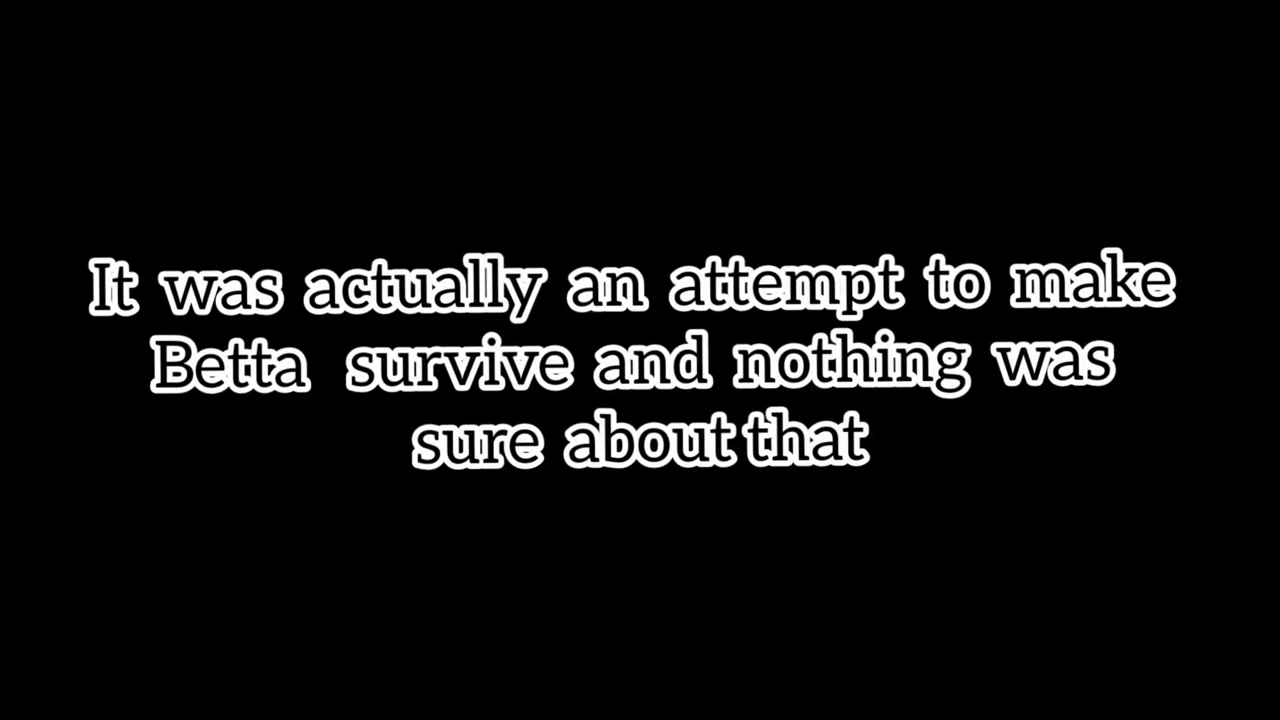 It was actually an attempt to make
Betta survive and nothing was
sure about that